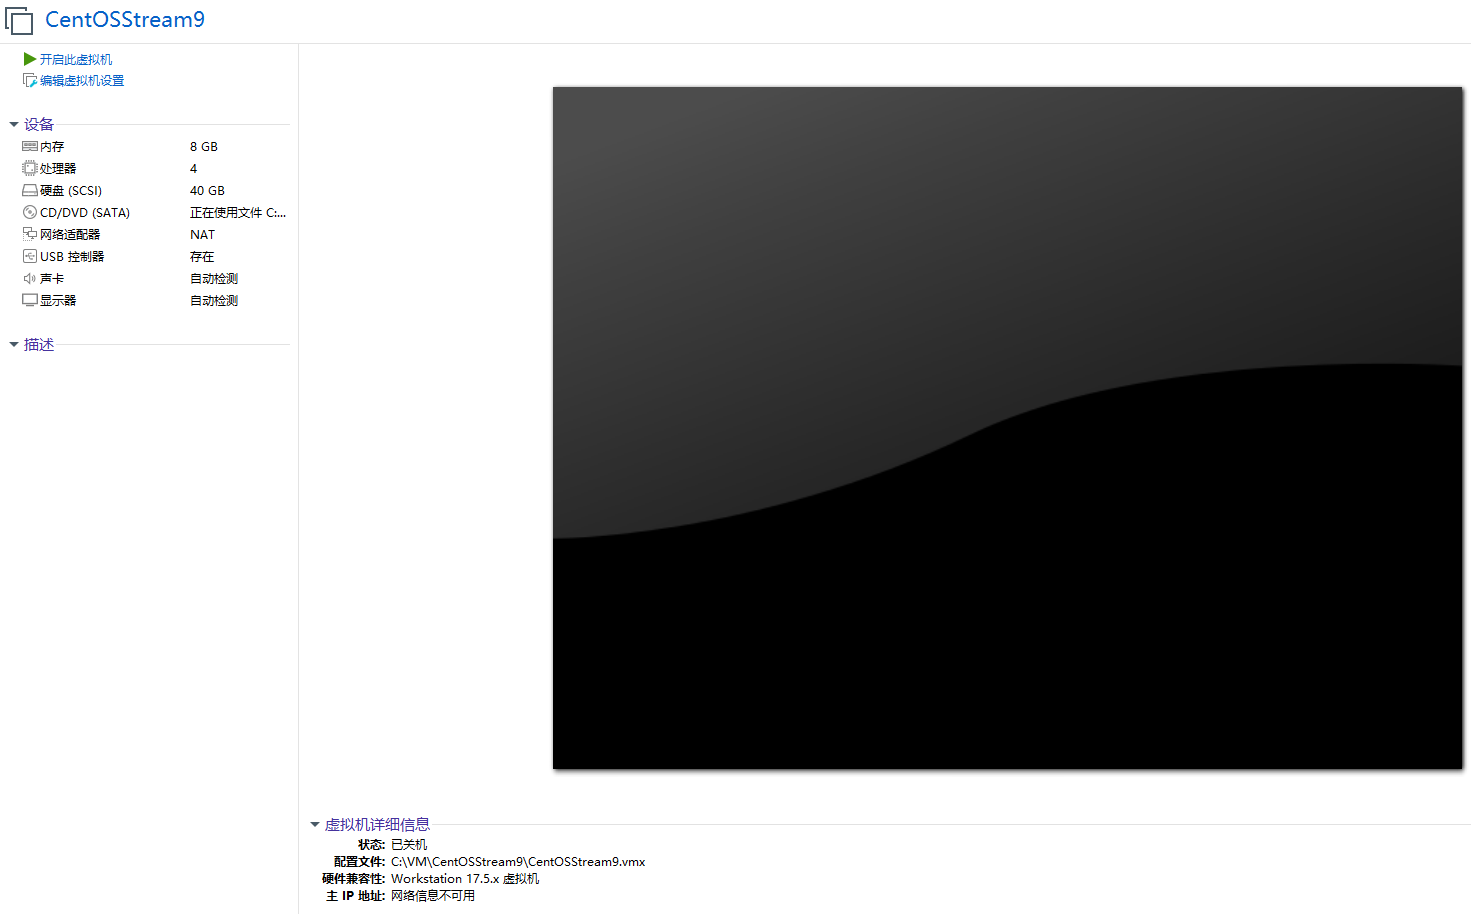 CentOSStream9
开启此虚拟机
编辑虚拟机设置
设备
内存 8 GB
处理器 4
硬盘 (SCSI) 40 GB
CD/DVD (SATA) 正在使用文件 C:...
网络适配器 NAT
USB 控制器 存在
声卡 自动检测
显示器 自动检测
描述
虚拟机详细信息
状态: 已关机
配置文件: C:\VM\CentOSStream9\CentOSStream9.vmx
硬件兼容性: Workstation 17.5.x 虚拟机
主 IP 地址: 网络信息不可用